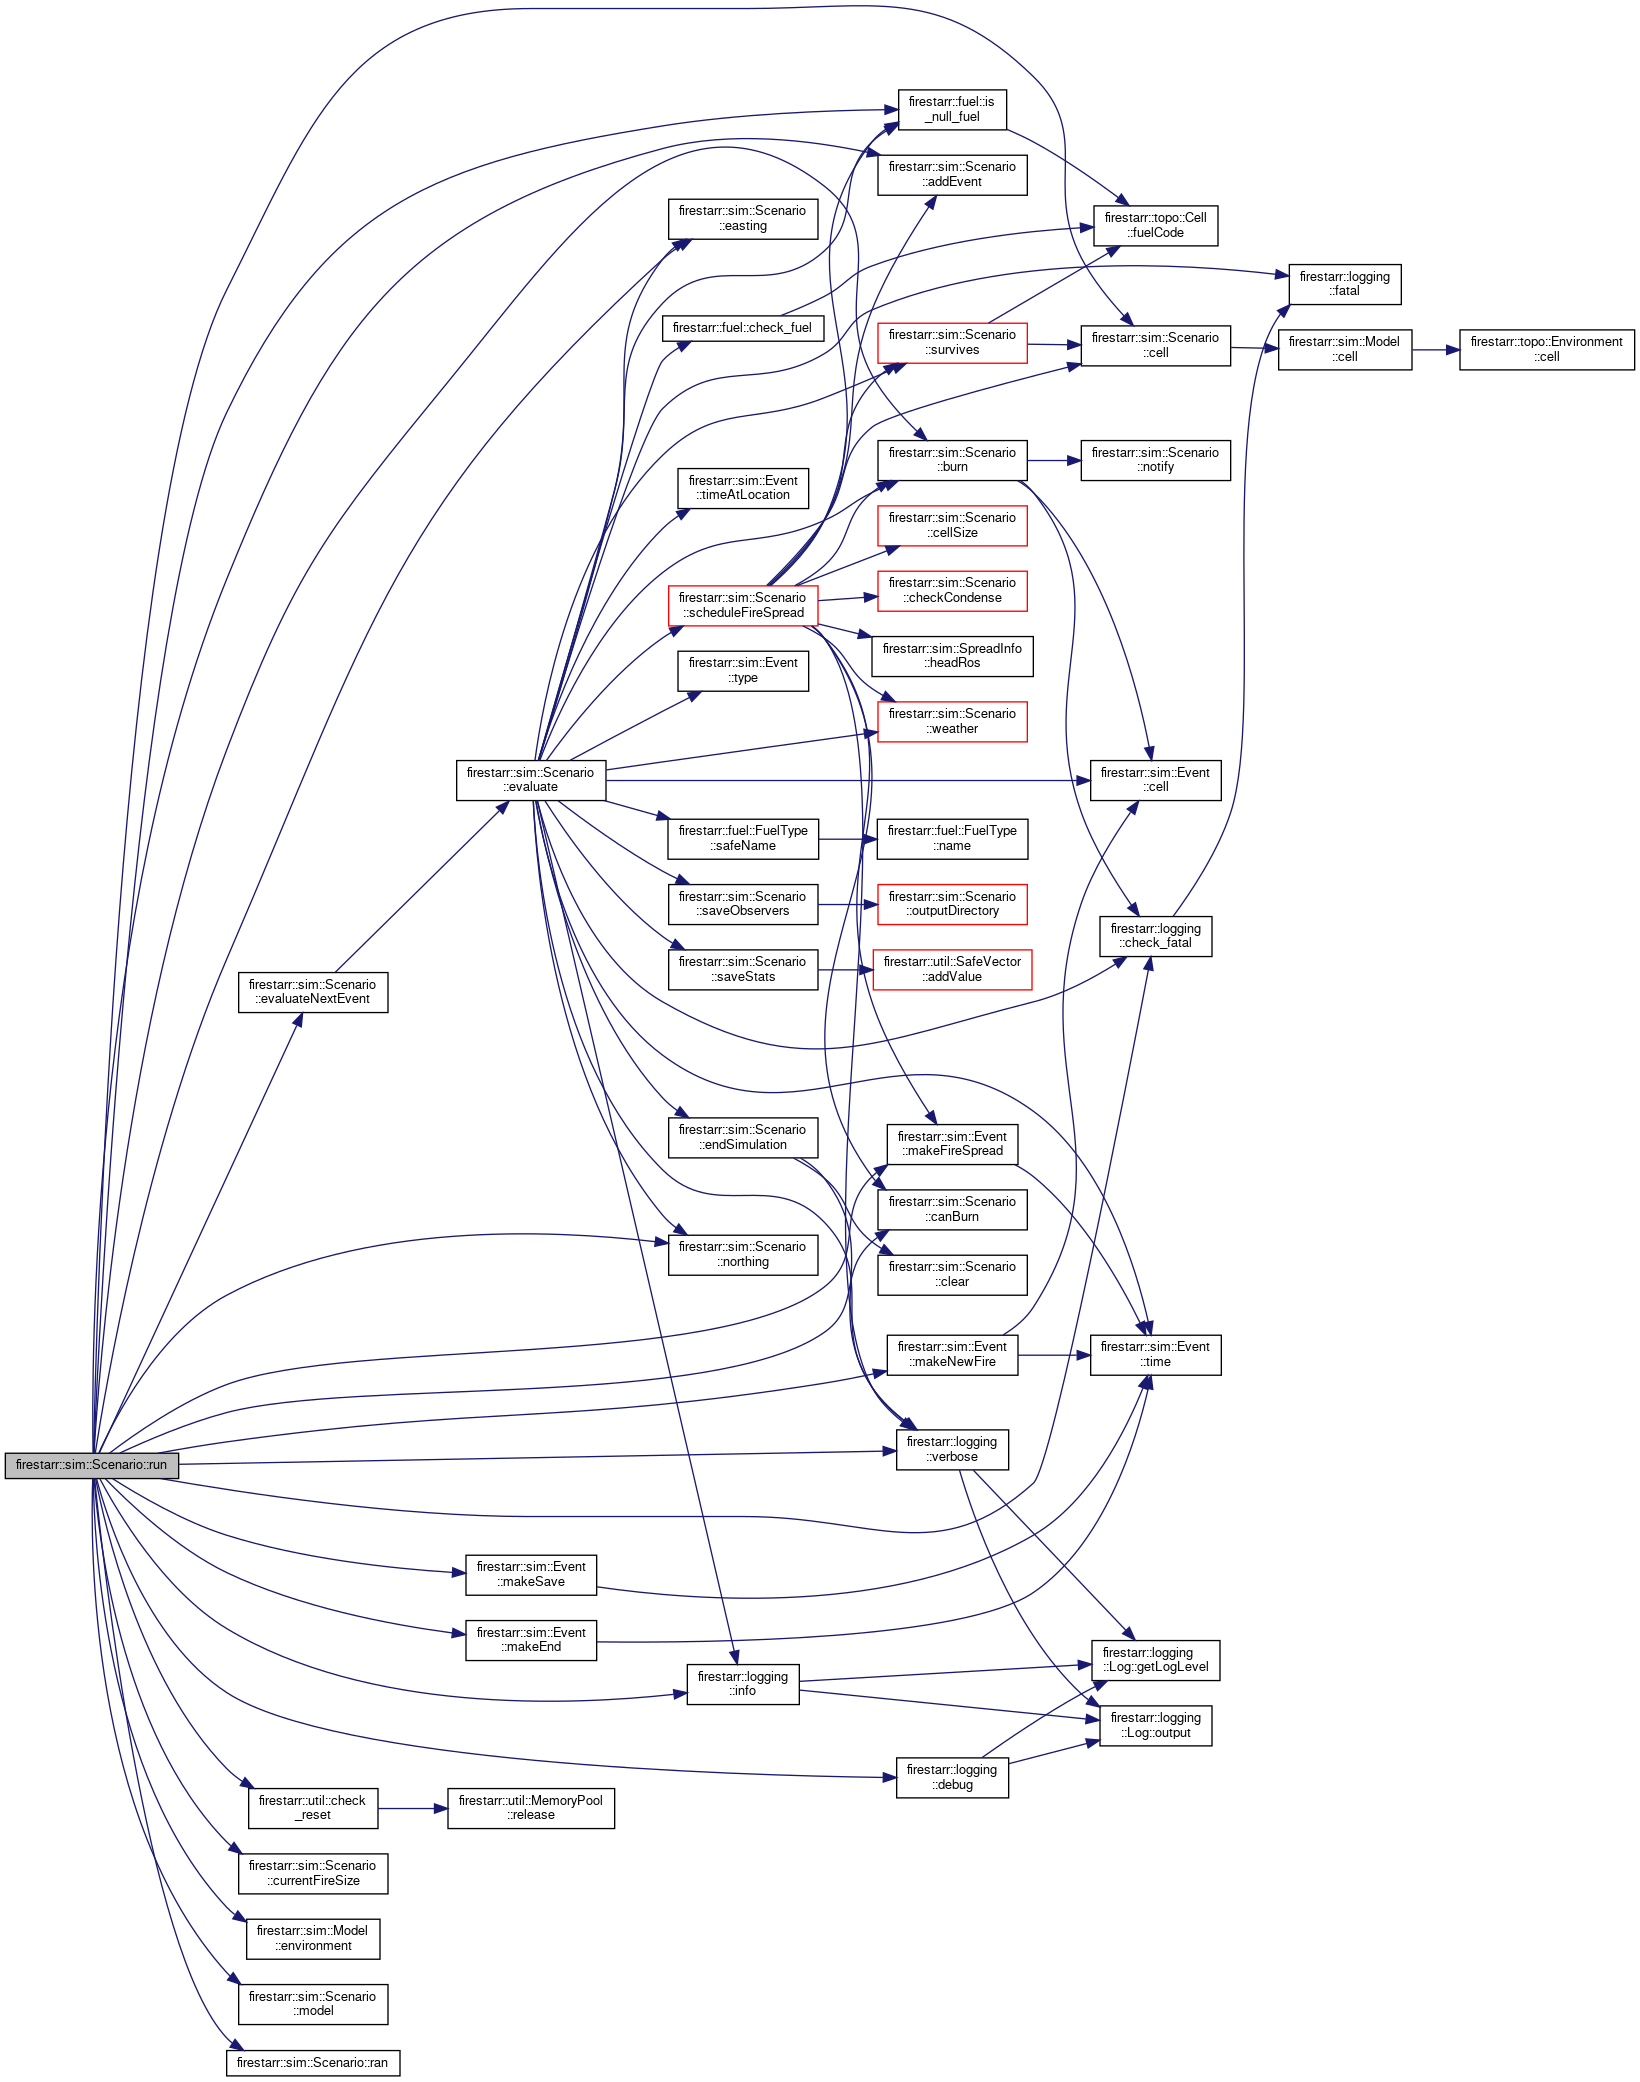 firestarr::fuel::is
_null_fuel
firestarr::sim::Scenario
::addEvent
firestarr::sim::Scenario
::easting
firestarr::topo::Cell
::fuelCode
firestarr::logging
::fatal
firestarr::fuel::check_fuel
firestarr::sim::Scenario
::survives
firestarr::sim::Scenario
::cell
firestarr::sim::Model
::cell
firestarr::topo::Environment
::cell
firestarr::sim::Scenario
::burn
firestarr::sim::Scenario
::notify
firestarr::sim::Event
::timeAtLocation
firestarr::sim::Scenario
::cellSize
firestarr::sim::Scenario
::scheduleFireSpread
firestarr::sim::Scenario
::checkCondense
firestarr::sim::SpreadInfo
::headRos
firestarr::sim::Event
::type
firestarr::sim::Scenario
::weather
firestarr::sim::Scenario
::evaluate
firestarr::sim::Event
::cell
firestarr::fuel::FuelType
::safeName
firestarr::fuel::FuelType
::name
firestarr::sim::Scenario
::saveObservers
firestarr::sim::Scenario
::outputDirectory
firestarr::logging
::check_fatal
firestarr::sim::Scenario
::saveStats
firestarr::util::SafeVector
::addValue
firestarr::sim::Scenario
::evaluateNextEvent
firestarr::sim::Scenario
::endSimulation
firestarr::sim::Event
::makeFireSpread
firestarr::sim::Scenario
::canBurn
firestarr::sim::Scenario
::northing
firestarr::sim::Scenario
::clear
firestarr::sim::Event
::makeNewFire
firestarr::sim::Event
::time
firestarr::sim::Scenario::run
firestarr::logging
::verbose
firestarr::sim::Event
::makeSave
firestarr::sim::Event
::makeEnd
firestarr::logging
::info
firestarr::logging
::Log::getLogLevel
firestarr::logging
::Log::output
firestarr::logging
::debug
firestarr::util::check
_reset
firestarr::util::MemoryPool
::release
firestarr::sim::Scenario
::currentFireSize
firestarr::sim::Model
::environment
firestarr::sim::Scenario
::model
firestarr::sim::Scenario::ran